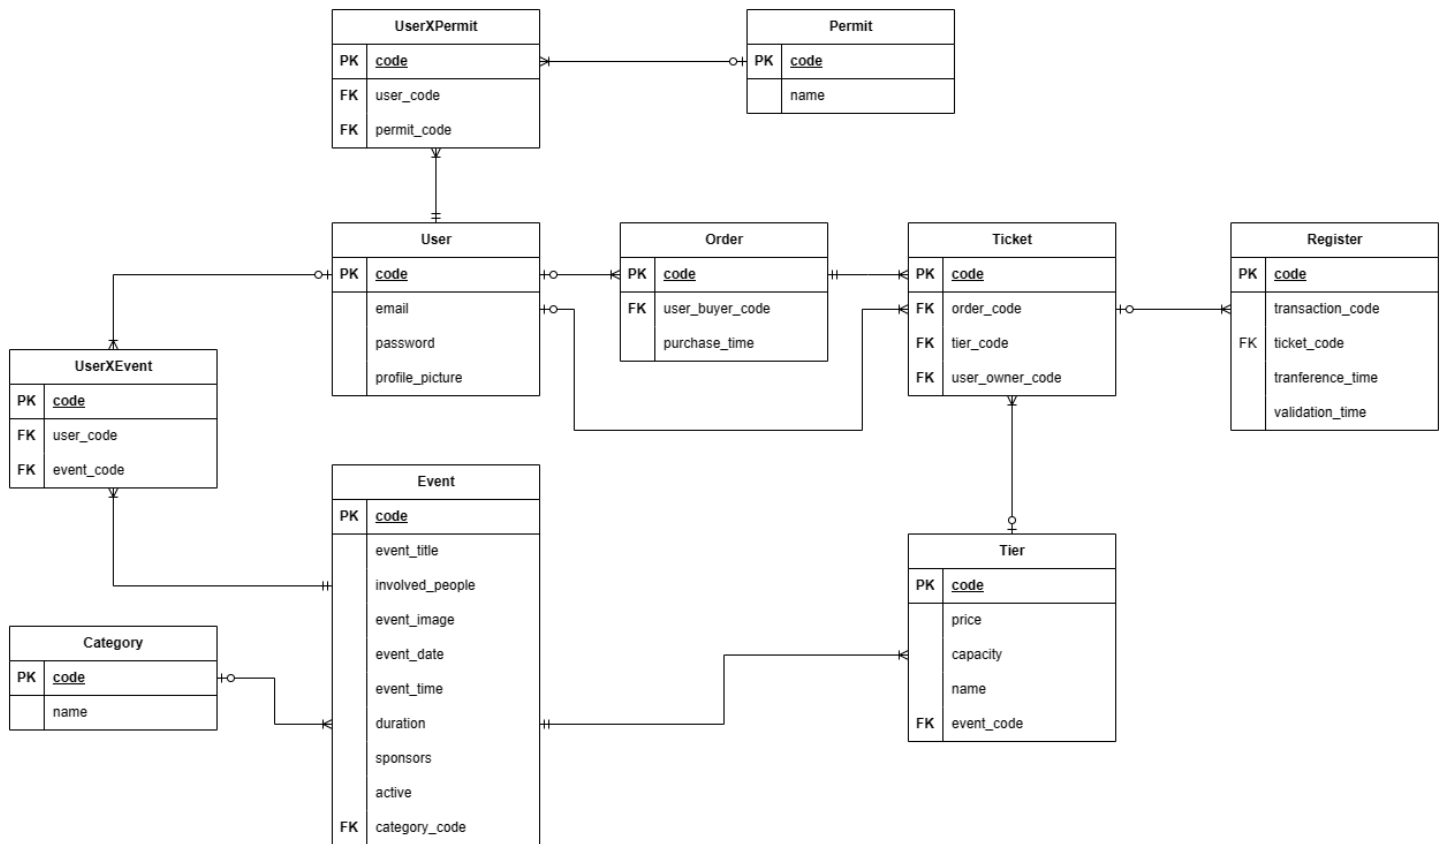 UserXPermit
PK code
FK user_code
FK permit_code
Permit
PK code
name
User
PK code
email
password
profile_picture
Order
PK code
FK user_buyer_code
purchase_time
Ticket
PK code
FK order_code
FK tier_code
FK user_owner_code
Register
PK code
transaction_code
FK ticket_code
tranference_time
validation_time
UserXEvent
PK code
FK user_code
FK event_code
Event
PK code
event_title
involved_people
event_image
event_date
event_time
duration
sponsors
active
FK category_code
Category
PK code
name
Tier
PK code
price
capacity
name
FK event_code